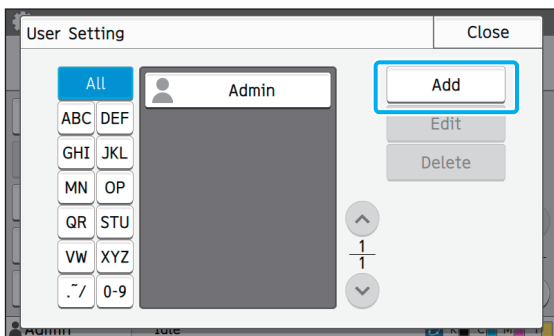 User Setting
Close
All
Admin
Add
ABC DEF
Edit
GHI JKL
Delete
MN OP
QR STU
VW XYZ
1
1
.~/ 0-9
Admin Idle K C M Y